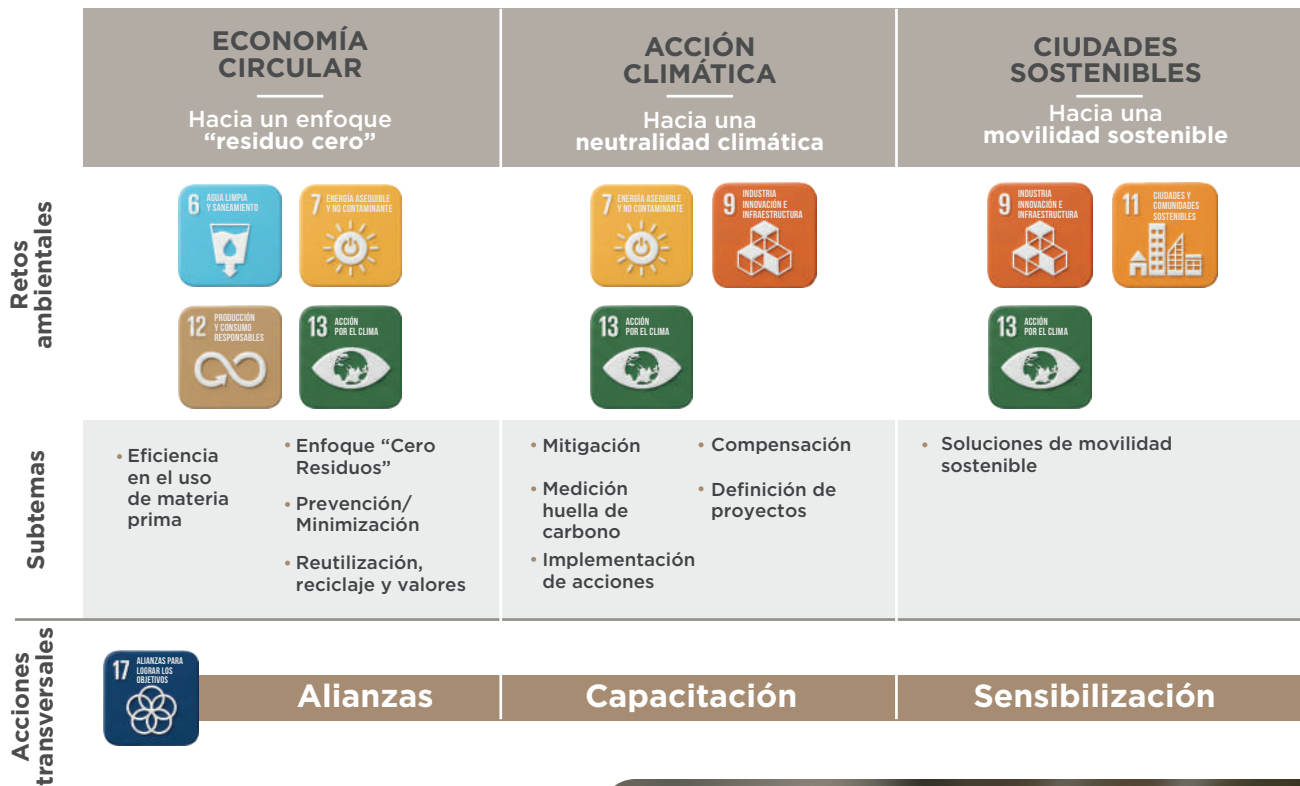 ECONOMÍA
CIRCULAR
Hacia un enfoque
“residuo cero”
ACCIÓN
CLIMÁTICA
Hacia una
neutralidad climática
CIUDADES
SOSTENIBLES
Hacia una
movilidad sostenible
Retos
ambientales
6 AGUA LIMPIA
Y SANEAMIENTO
7 ENERGÍA ASEQUIBLE
Y NO CONTAMINANTE
12 PRODUCCIÓN
Y CONSUMO
RESPONSABLES
13 ACCIÓN
POR EL CLIMA
7 ENERGÍA ASEQUIBLE
Y NO CONTAMINANTE
9 INDUSTRIA
INNOVACIÓN E
INFRAESTRUCTURA
13 ACCIÓN
POR EL CLIMA
9 INDUSTRIA
INNOVACIÓN E
INFRAESTRUCTURA
11 CIUDADES Y
COMUNIDADES
SOSTENIBLES
13 ACCIÓN
POR EL CLIMA
Subtemas
• Eficiencia
en el uso
de materia
prima
• Enfoque “Cero
Residuos”
• Prevención/
Minimización
• Reutilización,
reciclaje y valores
• Mitigación
• Medición
huella de
carbono
• Implementación
de acciones
• Compensación
• Definición de
proyectos
• Soluciones de movilidad
sostenible
Acciones
transversales
17 ALIANZAS PARA
LOGRAR LOS
OBJETIVOS
Alianzas
Capacitación
Sensibilización